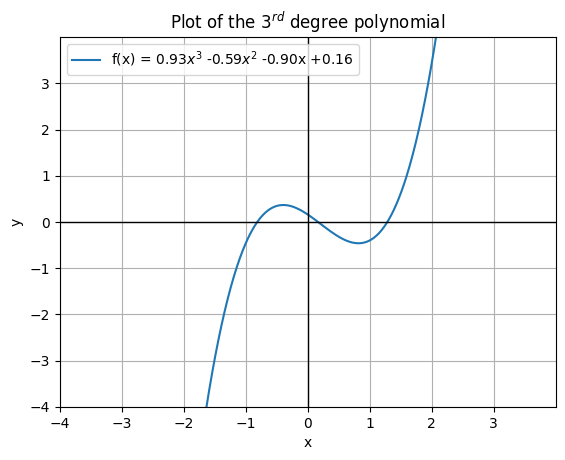 Plot of the 3rd degree polynomial
f(x) = 0.93x³ -0.59x² -0.90x +0.16
y
3
2
1
0
−1
−2
−3
−4
−4 −3 −2 −1 0 1 2 3
x